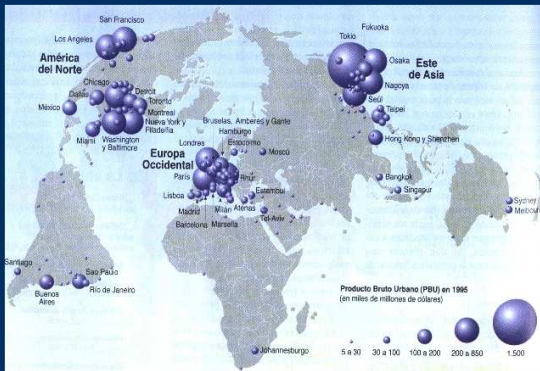 San Francisco
Los Angeles
América
del Norte
Chicago
Detroit
Dallas
Toronto
México
Montreal
Nueva York y
Filadelfia
Miami
Washington
y Baltimore
Fukuoka
Tokio
Osaka
Este
de Asia
Nagoya
Seúl
Taipei
Hong Kong y Shenzhen
Bangkok
Singapur
Sydney
Bruselas, Amberes y Gante
Hamburgo
Estocolmo
Londres
Moscú
Europa
Occidental
París
Rhur
Lisboa
Estambul
Madrid
Milán
Atenas
Tel-Aviv
Barcelona
Marsella
Santiago
Sao Paulo
Buenos
Aires
Río de Janeiro
Johannesburgo
Producto Bruto Urbano (PBU) en 1995
(en miles de millones de dólares)
5 a 30
30 a 100
100 a 200
200 a 850
1.500